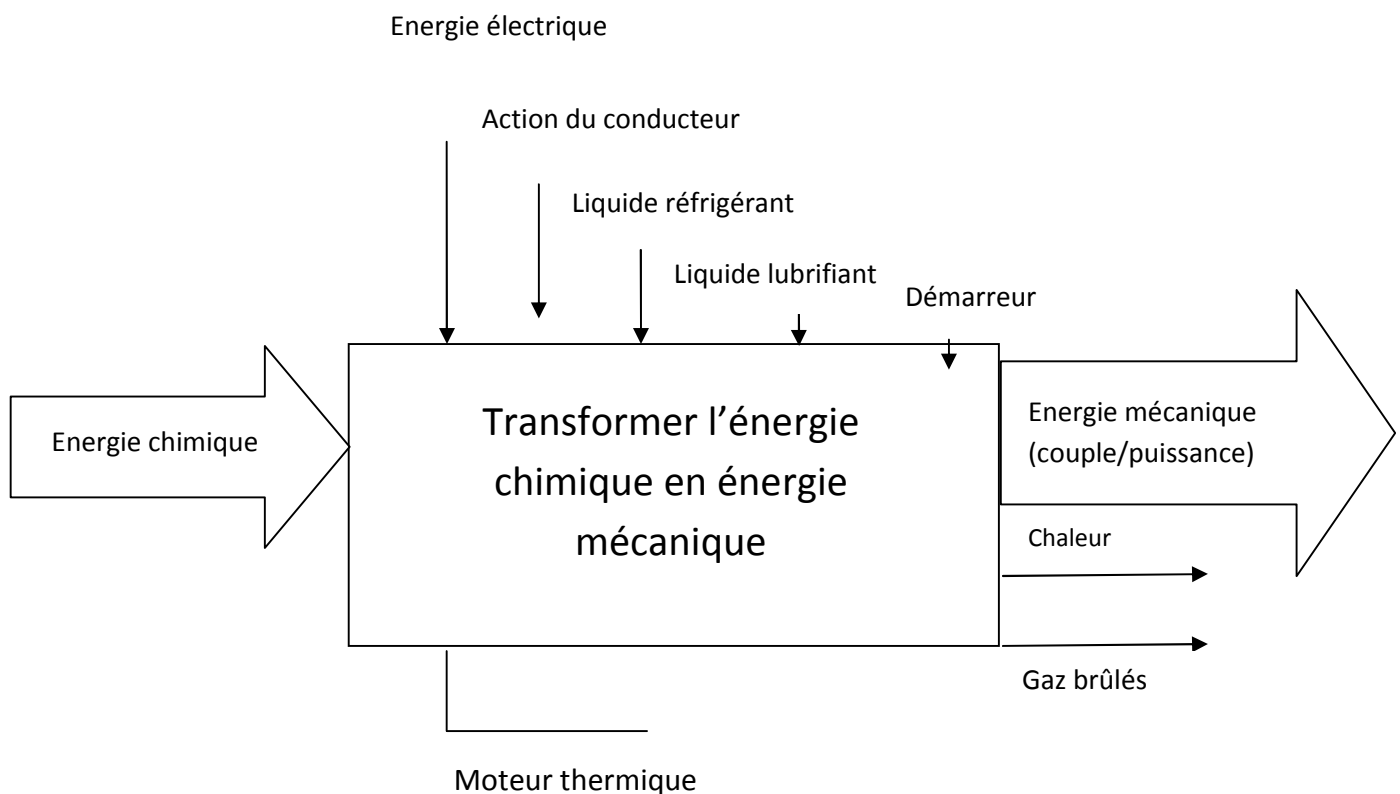 Energie électrique
Action du conducteur
Liquide réfrigérant
Liquide lubrifiant
Démarreur
Energie chimique
Transformer l’énergie
chimique en énergie
mécanique
Energie mécanique
(couple/puissance)
Chaleur
Gaz brûlés
Moteur thermique